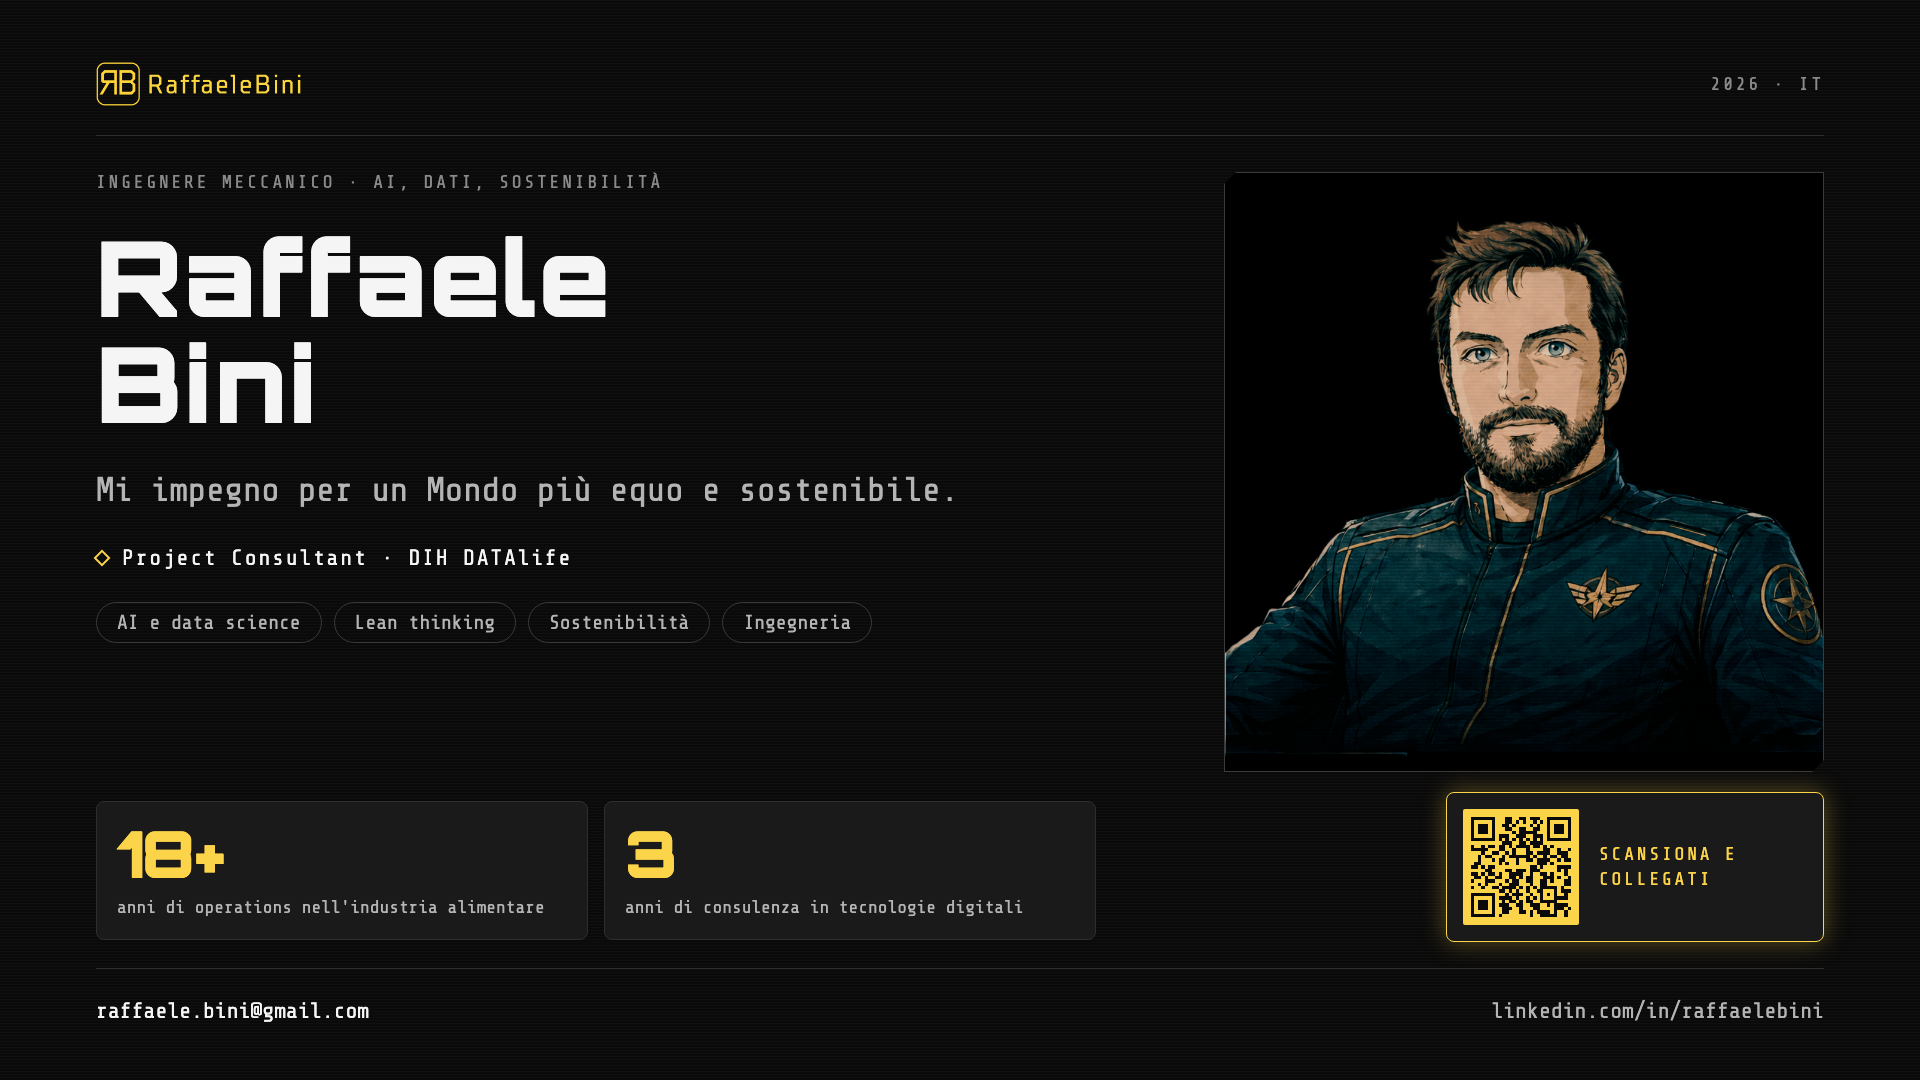 RB RaffaeleBini
2026 · IT
INGEGNERE MECCANICO · AI, DATI, SOSTENIBILITÀ
Raffaele
Bini
Mi impegno per un Mondo più equo e sostenibile.
Project Consultant · DIH DATAlife
AI e data science
Lean thinking
Sostenibilità
Ingegneria
18+
anni di operations nell'industria alimentare
3
anni di consulenza in tecnologie digitali
SCANSIONA E
COLLEGATI
raffaele.bini@gmail.com
linkedin.com/in/raffaelebini